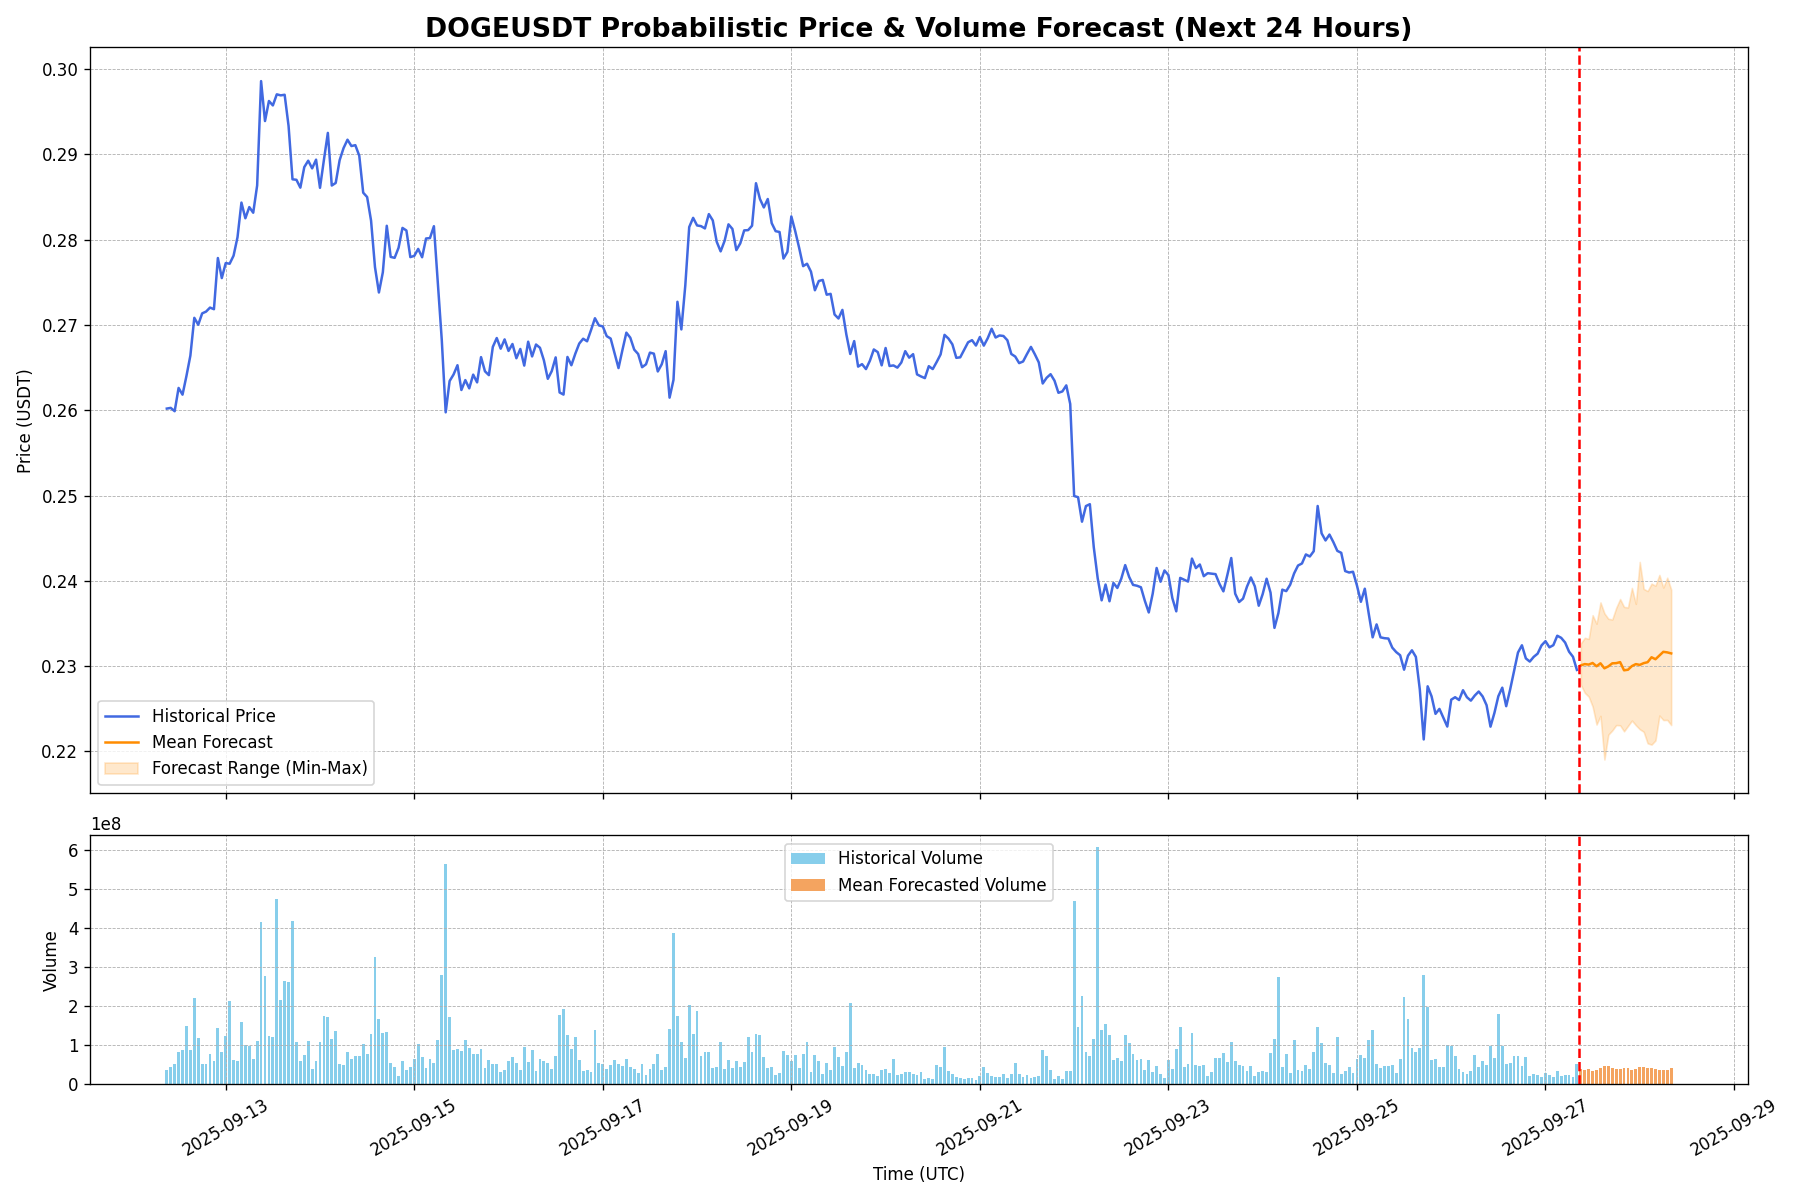 DOGEUSDT Probabilistic Price & Volume Forecast (Next 24 Hours)
Price (USDT)
0.30
0.29
0.28
0.27
0.26
0.25
0.24
0.23
0.22
Historical Price
Mean Forecast
Forecast Range (Min-Max)
1e8
Volume
6
5
4
3
2
1
0
Historical Volume
Mean Forecasted Volume
2025-09-13
2025-09-15
2025-09-17
2025-09-19
2025-09-21
2025-09-23
2025-09-25
2025-09-27
2025-09-29
Time (UTC)